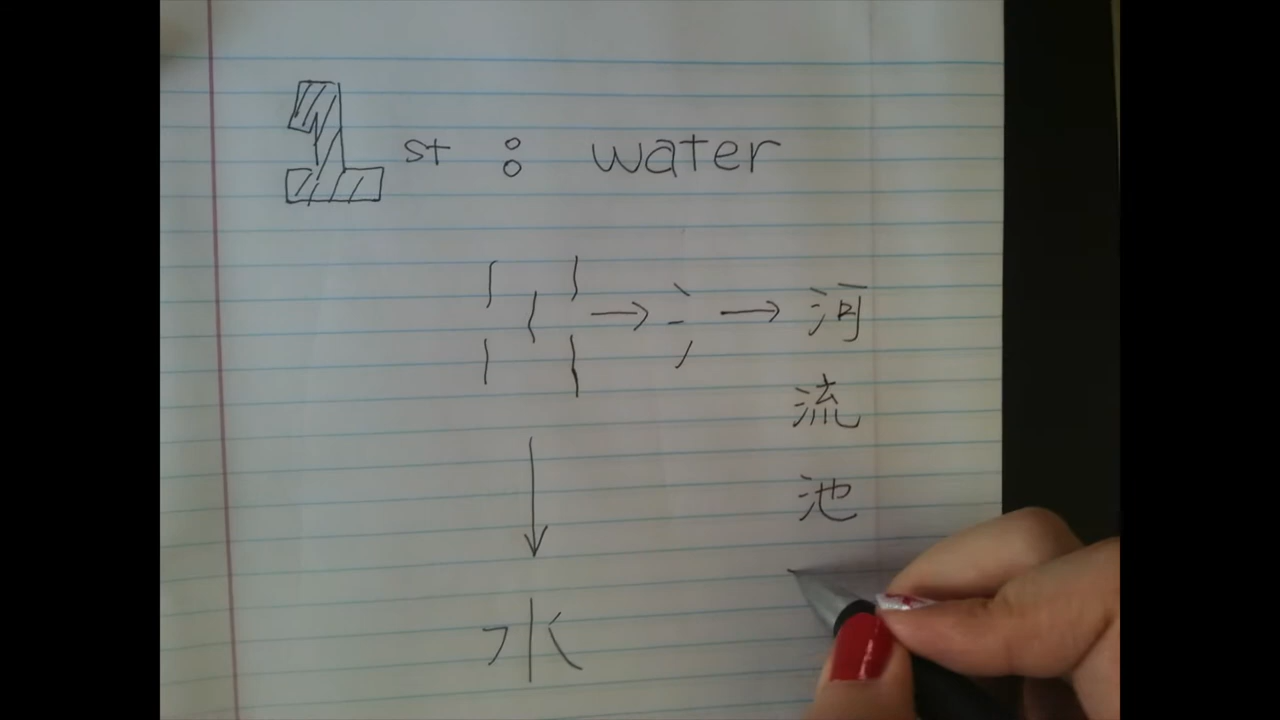 1st : water
→ 氵 → 河
流
池
↓
水